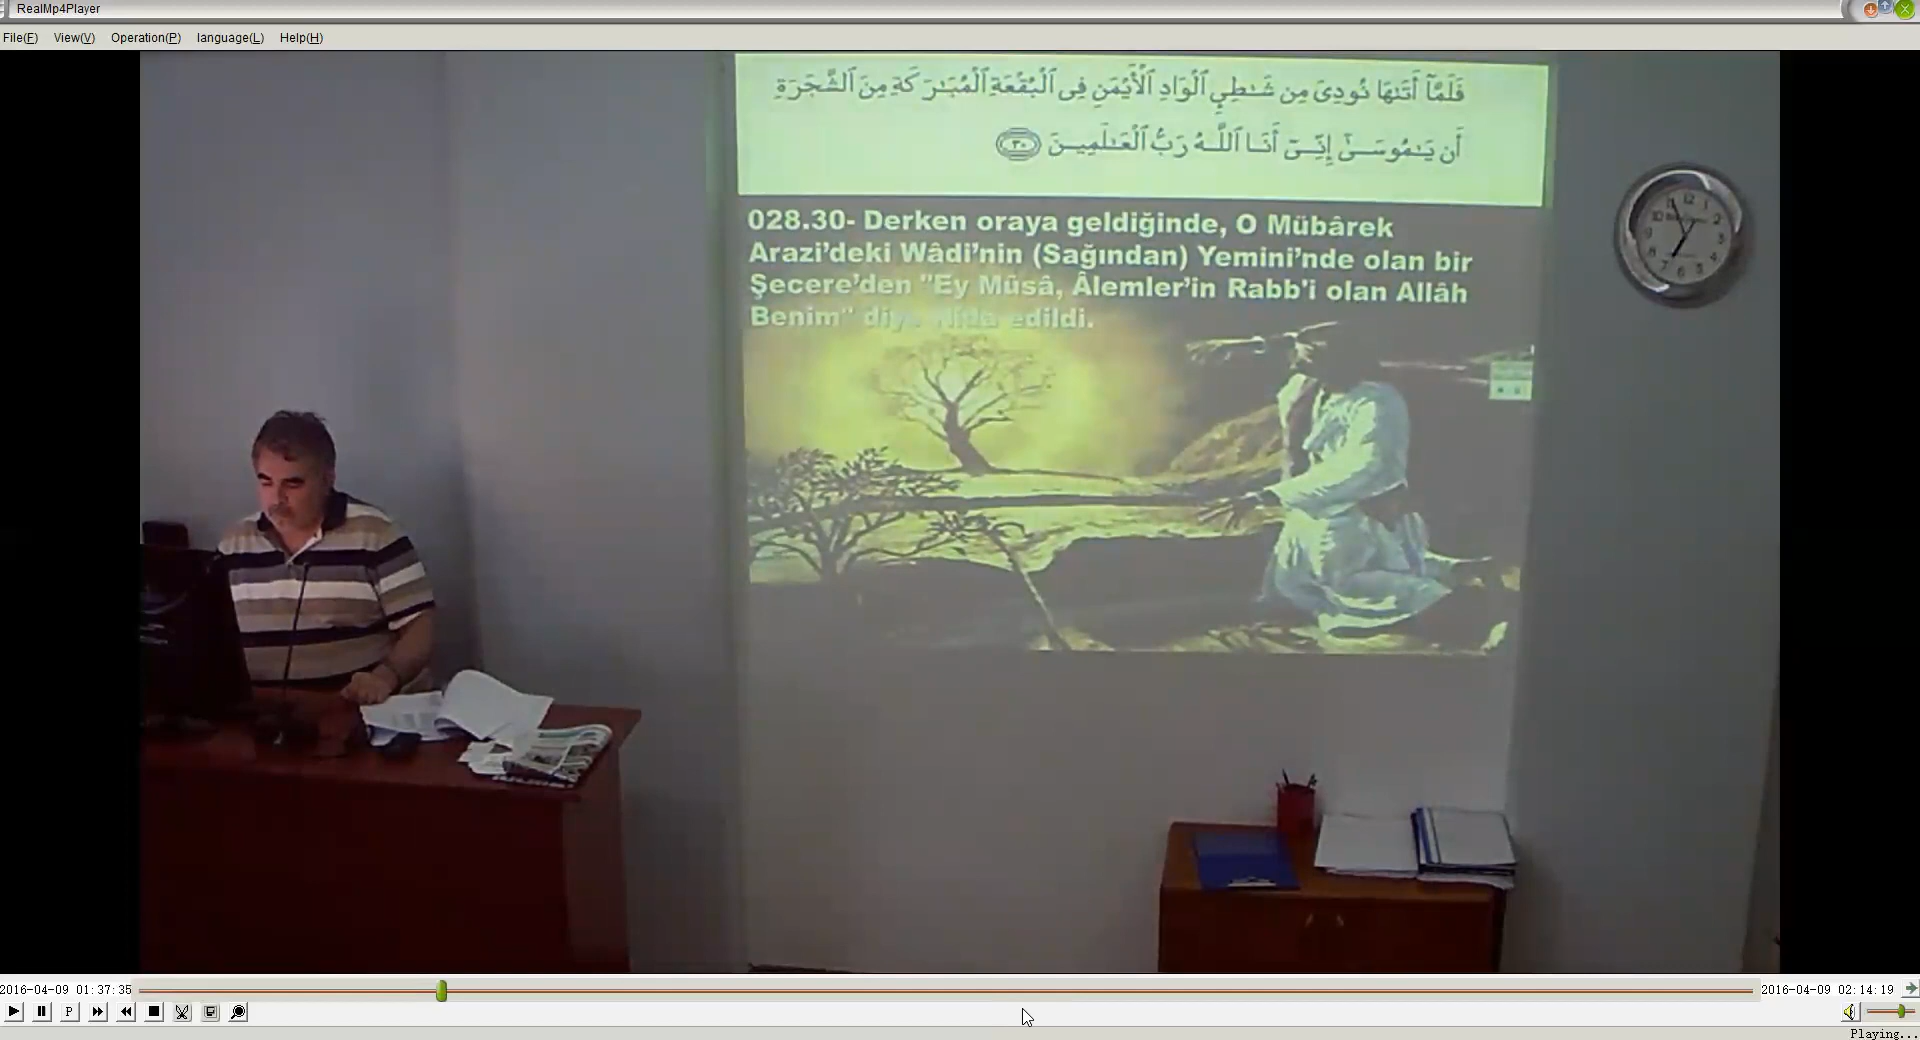 RealMp4Player
File(F) View(V) Operation(P) language(L) Help(H)
فَلَمَّآ أَتَىٰهَا نُودِىَ مِن شَـٰطِئِ ٱلْوَادِ ٱلْأَيْمَنِ فِى ٱلْبُقْعَةِ ٱلْمُبَـٰرَكَةِ مِنَ ٱلشَّجَرَةِ
أَن يَـٰمُوسَىٰٓ إِنِّىٓ أَنَا ٱللَّهُ رَبُّ ٱلْعَـٰلَمِينَ ٣٠
028.30- Derken oraya geldiğinde, O Mübârek
Arazi’deki Wâdi’nin (Sağından) Yemini’nde olan bir
Şecere’den "Ey Mûsâ, Âlemler’in Rabb'i olan Allâh
Benim" diye Nida edildi.
2016-04-09 01:37:35
2016-04-09 02:14:19
P
Playing...